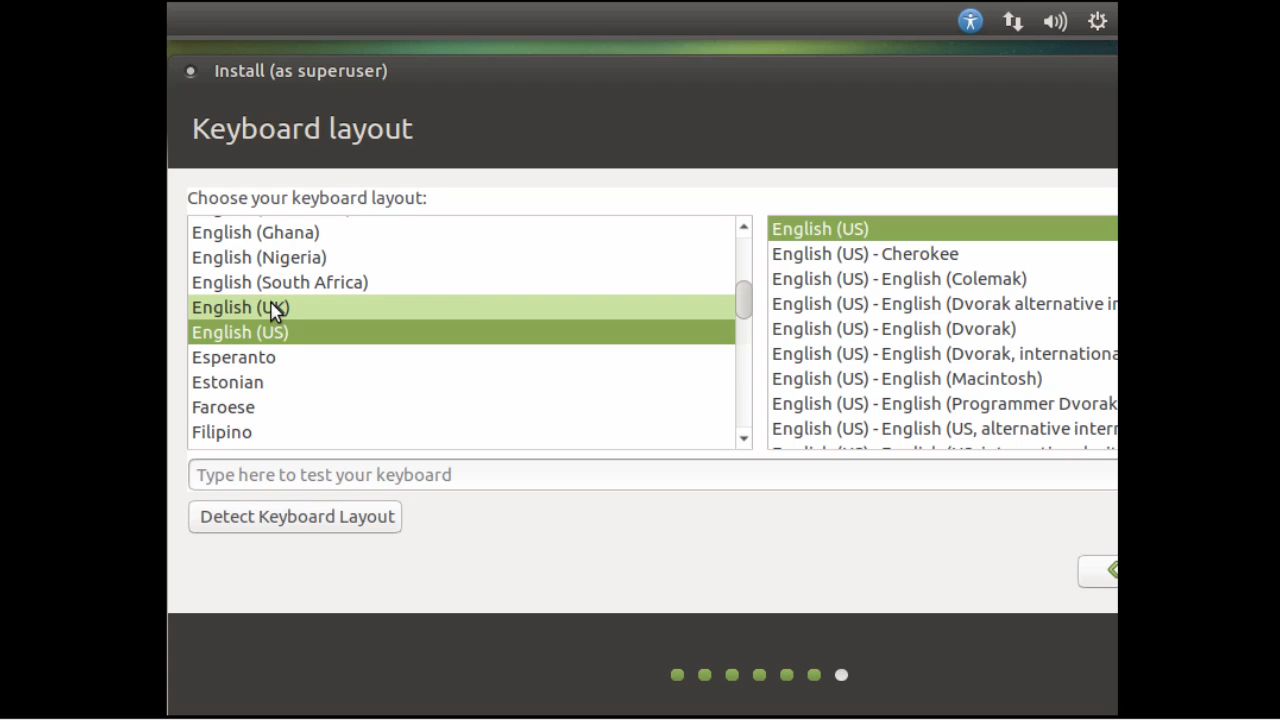 Install (as superuser)
Keyboard layout
Choose your keyboard layout:
English (Ghana)
English (Nigeria)
English (South Africa)
English (UK)
English (US)
Esperanto
Estonian
Faroese
Filipino
English (US)
English (US) - Cherokee
English (US) - English (Colemak)
English (US) - English (Dvorak alternative in
English (US) - English (Dvorak)
English (US) - English (Dvorak, internationa
English (US) - English (Macintosh)
English (US) - English (Programmer Dvorak
English (US) - English (US, alternative interr
Type here to test your keyboard
Detect Keyboard Layout